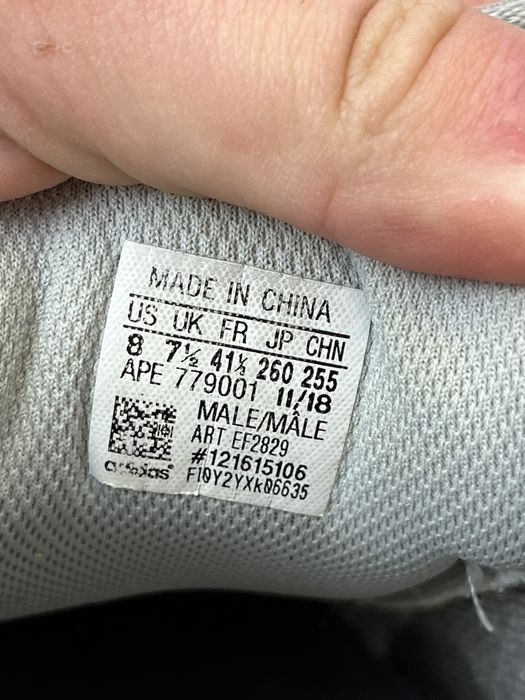 MADE IN CHINA
US UK FR JP CHN
8 7½ 41⅓ 260 255
APE 779001 11/18
MALE/MÂLE
ART EF2829
#121615106
adidas
FI0Y2YXk06635